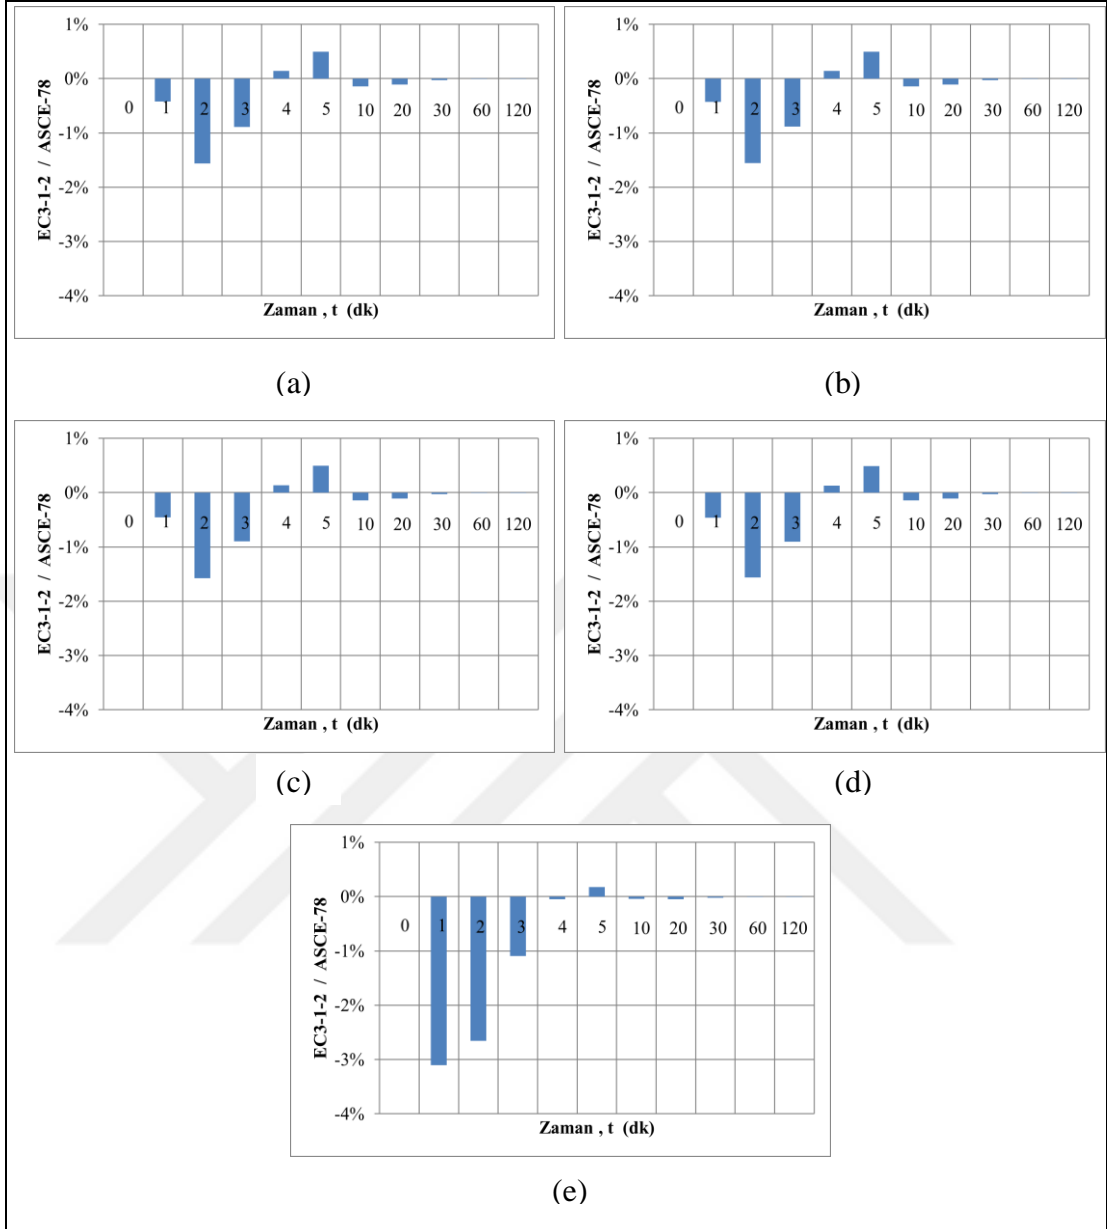 1%
0%
-1%
-2%
-3%
-4%
0 1 2 3 4 5 10 20 30 60 120
EC3-1-2 / ASCE-78
Zaman , t (dk)
(a)
1%
0%
-1%
-2%
-3%
-4%
0 1 2 3 4 5 10 20 30 60 120
EC3-1-2 / ASCE-78
Zaman , t (dk)
(b)
1%
0%
-1%
-2%
-3%
-4%
0 1 2 3 4 5 10 20 30 60 120
EC3-1-2 / ASCE-78
Zaman , t (dk)
(c)
1%
0%
-1%
-2%
-3%
-4%
0 1 2 3 4 5 10 20 30 60 120
EC3-1-2 / ASCE-78
Zaman , t (dk)
(d)
1%
0%
-1%
-2%
-3%
-4%
0 1 2 3 4 5 10 20 30 60 120
EC3-1-2 / ASCE-78
Zaman , t (dk)
(e)